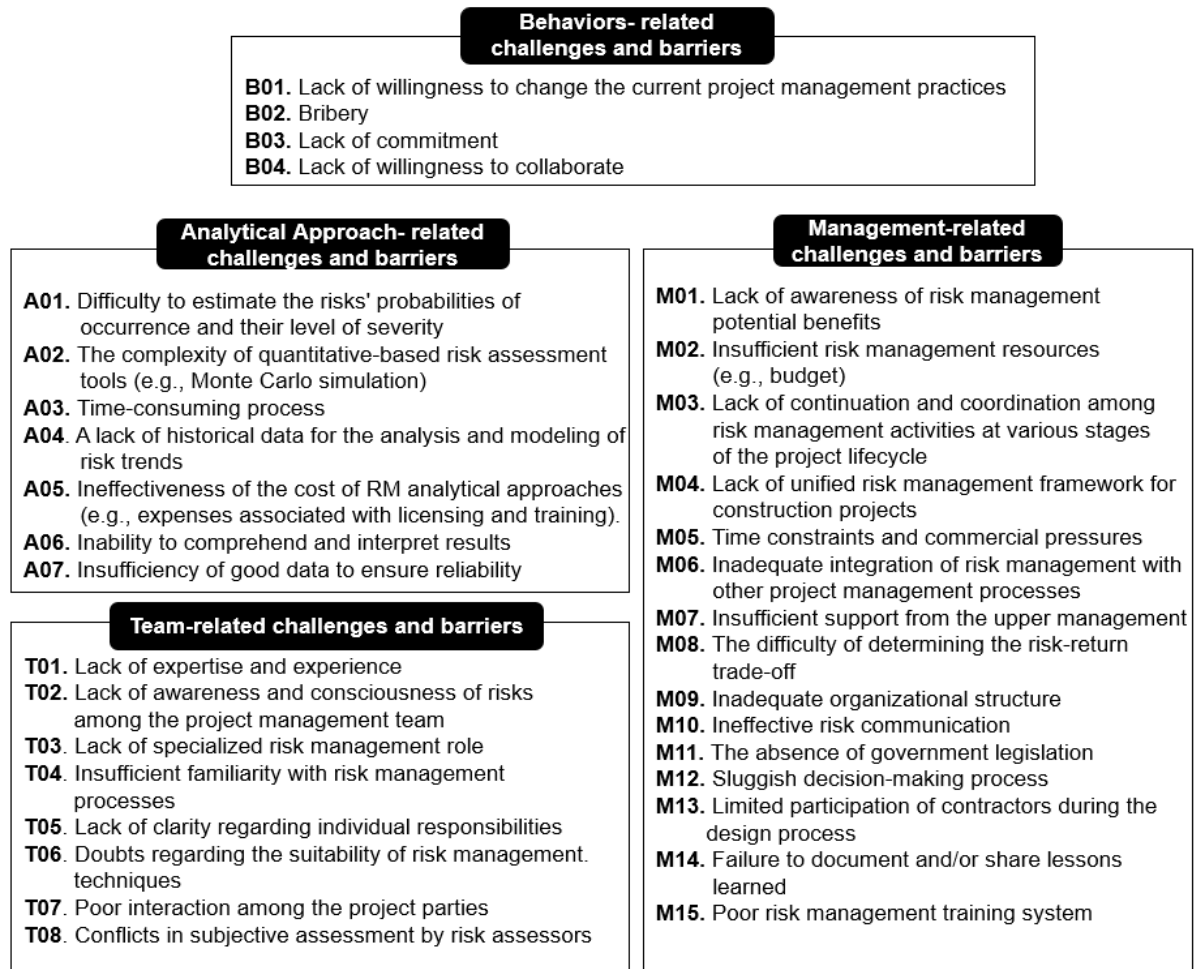 Behaviors- related
challenges and barriers
B01. Lack of willingness to change the current project management practices
B02. Bribery
B03. Lack of commitment
B04. Lack of willingness to collaborate
Analytical Approach- related
challenges and barriers
A01. Difficulty to estimate the risks' probabilities of
occurrence and their level of severity
A02. The complexity of quantitative-based risk assessment
tools (e.g., Monte Carlo simulation)
A03. Time-consuming process
A04. A lack of historical data for the analysis and modeling of
risk trends
A05. Ineffectiveness of the cost of RM analytical approaches
(e.g., expenses associated with licensing and training).
A06. Inability to comprehend and interpret results
A07. Insufficiency of good data to ensure reliability
Team-related challenges and barriers
T01. Lack of expertise and experience
T02. Lack of awareness and consciousness of risks
among the project management team
T03. Lack of specialized risk management role
T04. Insufficient familiarity with risk management
processes
T05. Lack of clarity regarding individual responsibilities
T06. Doubts regarding the suitability of risk management.
techniques
T07. Poor interaction among the project parties
T08. Conflicts in subjective assessment by risk assessors
Management-related
challenges and barriers
M01. Lack of awareness of risk management
potential benefits
M02. Insufficient risk management resources
(e.g., budget)
M03. Lack of continuation and coordination among
risk management activities at various stages
of the project lifecycle
M04. Lack of unified risk management framework for
construction projects
M05. Time constraints and commercial pressures
M06. Inadequate integration of risk management with
other project management processes
M07. Insufficient support from the upper management
M08. The difficulty of determining the risk-return
trade-off
M09. Inadequate organizational structure
M10. Ineffective risk communication
M11. The absence of government legislation
M12. Sluggish decision-making process
M13. Limited participation of contractors during the
design process
M14. Failure to document and/or share lessons
learned
M15. Poor risk management training system